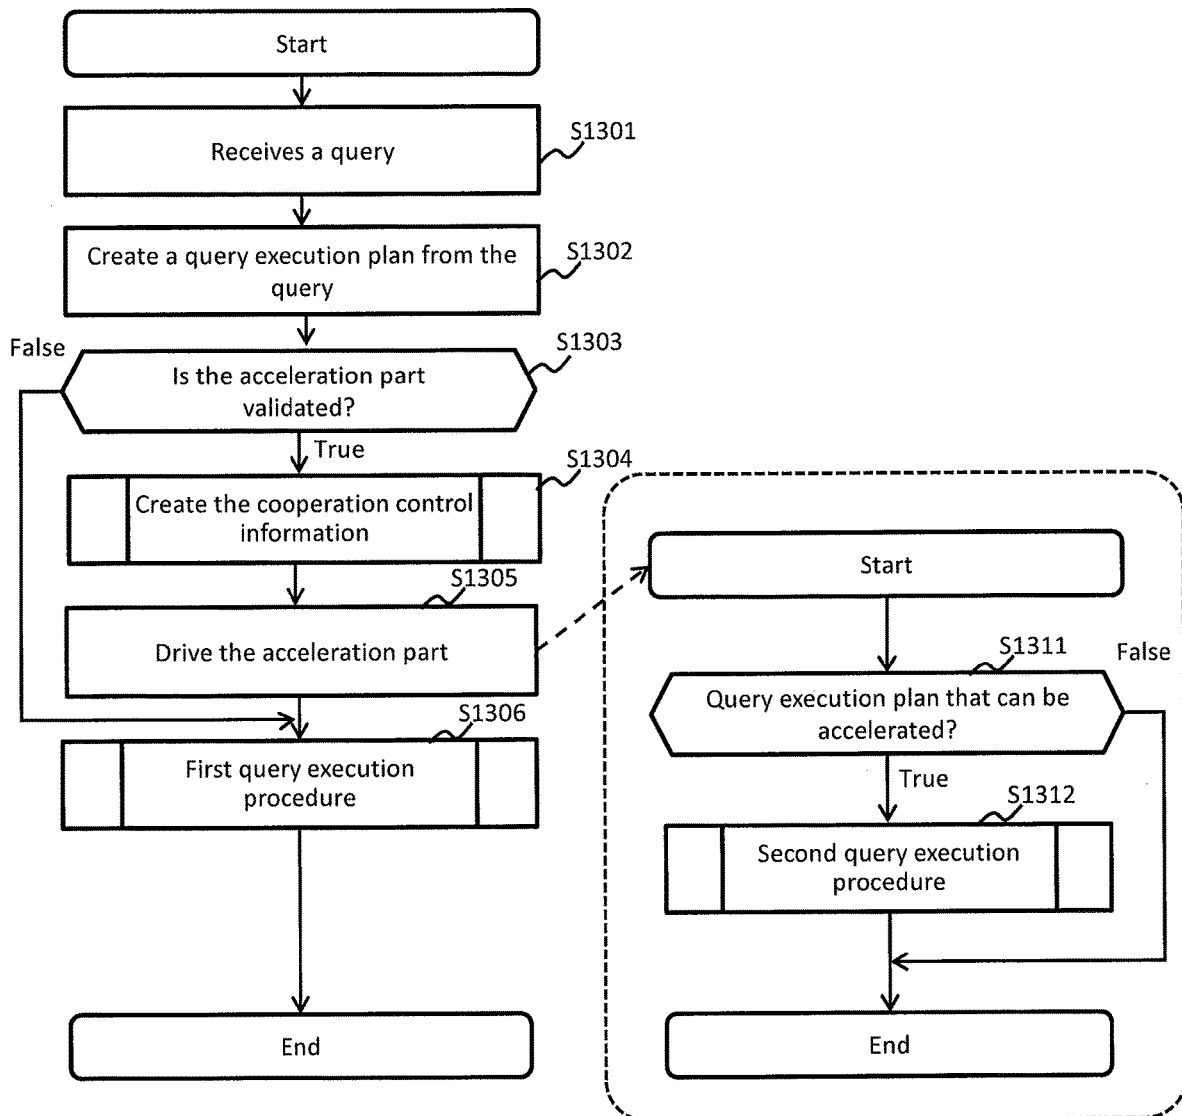 Start
Receives a query
S1301
Create a query execution plan from the
query
S1302
False
S1303
Is the acceleration part
validated?
True
S1304
Create the cooperation control
information
S1305
Drive the acceleration part
S1306
First query execution
procedure
End
Start
S1311
False
Query execution plan that can be
accelerated?
True
S1312
Second query execution
procedure
End